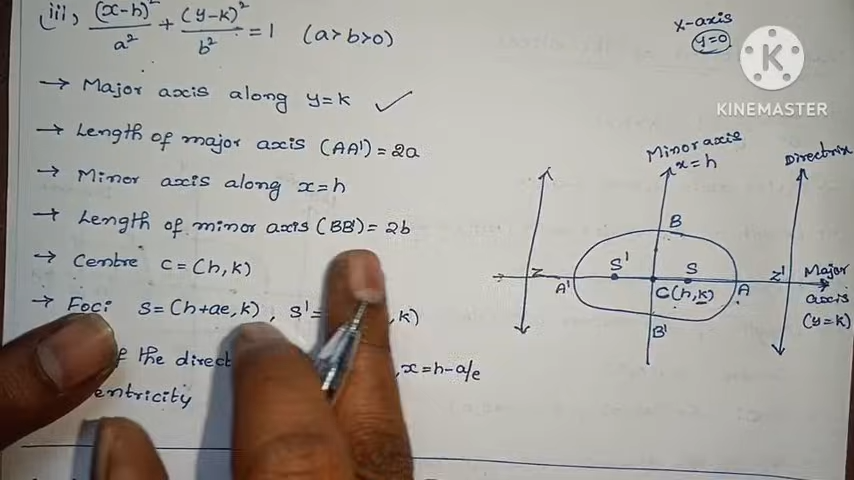 (iii) (x-h)²/a² + (y-k)²/b² = 1 (a>b>0)
→ Major axis along y=k ✓
→ Length of major axis (AA') = 2a
→ Minor axis along x=h
→ Length of minor axis (BB') = 2b
→ Centre C=(h,k)
→ Foci S=(h+ae,k), S'= ,k)
of the direct , x=h-a/e
entricity
x-axis
y=0
K
KINEMASTER
Minor axis
x=h
Directrix
B
S' S
Z A' C(h,k) A Z' Major
axis
(y=k)
B'